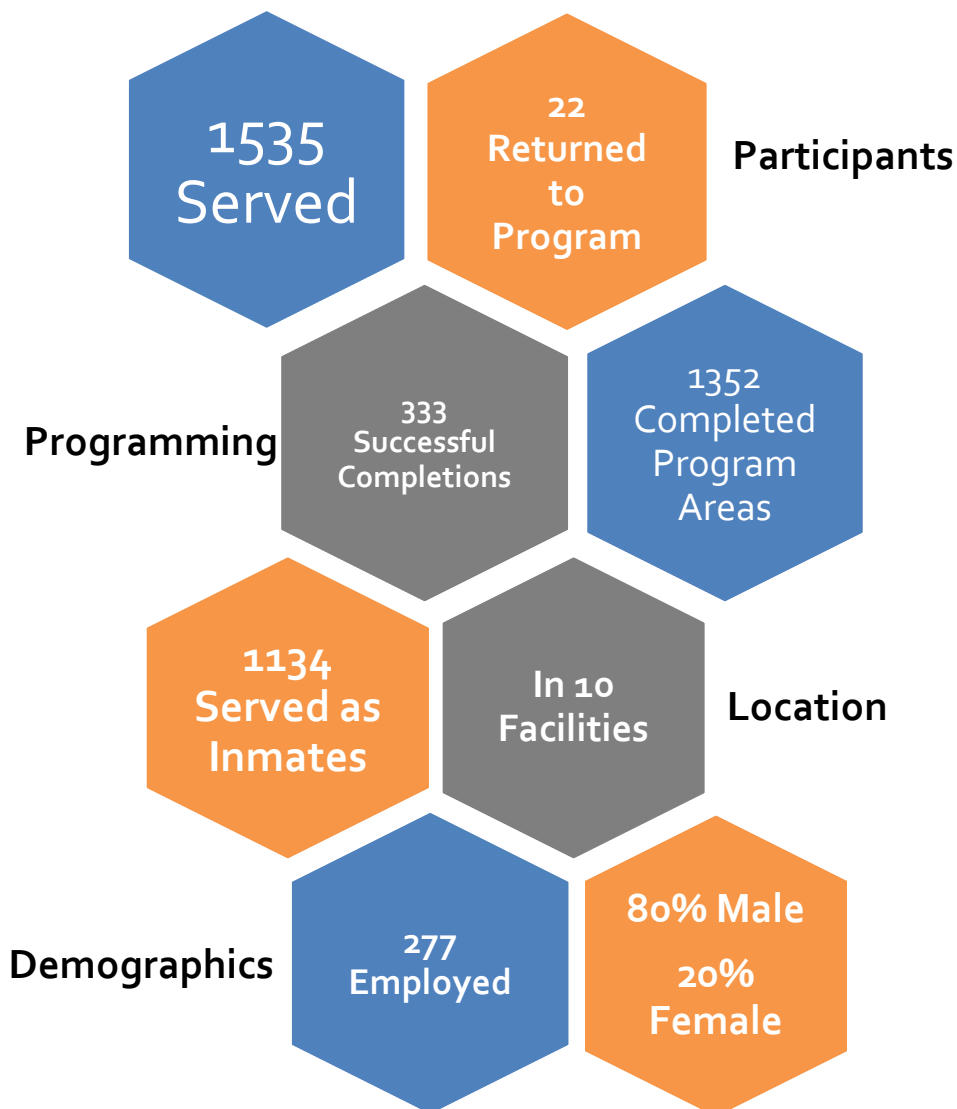 1535
Served
22
Returned
to
Program
Participants
Programming
333
Successful
Completions
1352
Completed
Program
Areas
1134
Served as
Inmates
In 10
Facilities
Location
Demographics
277
Employed
80% Male
20%
Female